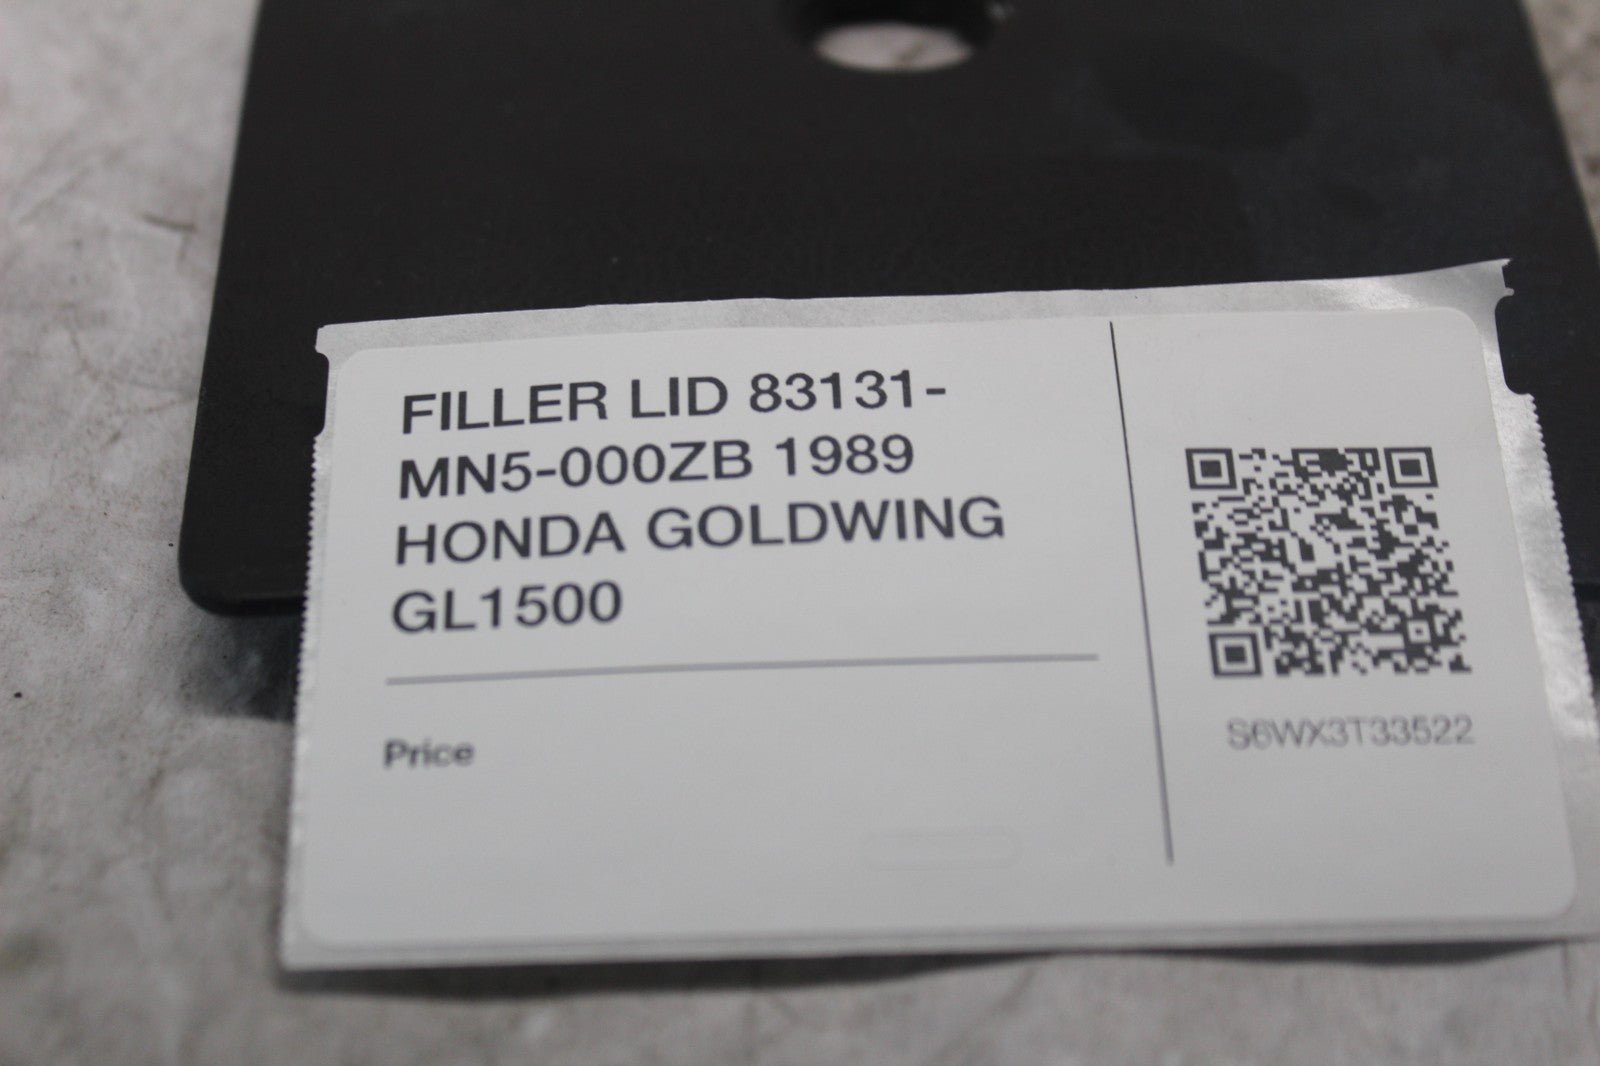 FILLER LID 83131-
MN5-000ZB 1989
HONDA GOLDWING
GL1500
Price
S6WX3T33522